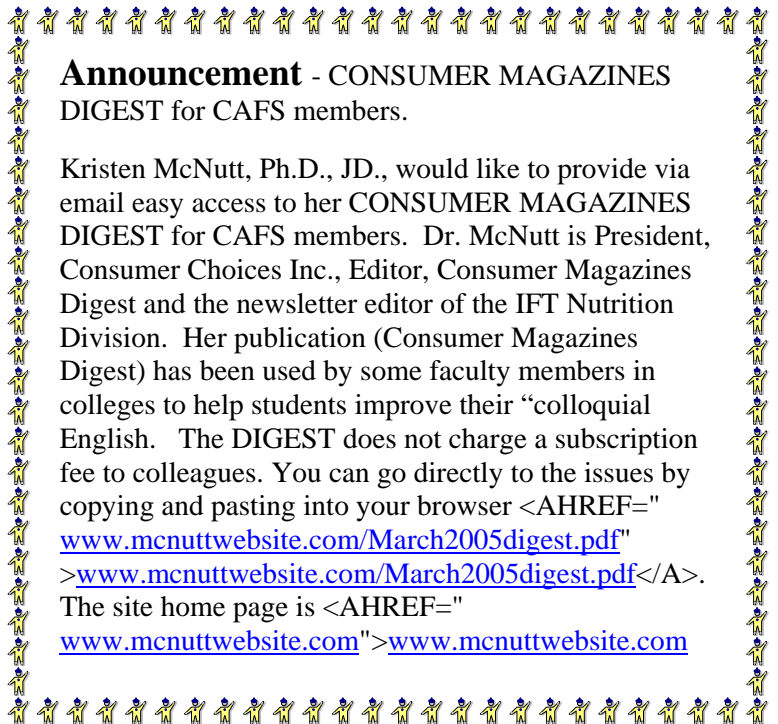 Announcement - CONSUMER MAGAZINES
DIGEST for CAFS members.
Kristen McNutt, Ph.D., JD., would like to provide via
email easy access to her CONSUMER MAGAZINES
DIGEST for CAFS members.  Dr. McNutt is President,
Consumer Choices Inc., Editor, Consumer Magazines
Digest and the newsletter editor of the IFT Nutrition
Division.  Her publication (Consumer Magazines
Digest) has been used by some faculty members in
colleges to help students improve their “colloquial
English.   The DIGEST does not charge a subscription
fee to colleagues. You can go directly to the issues by
copying and pasting into your browser <AHREF="
www.mcnuttwebsite.com/March2005digest.pdf"
>www.mcnuttwebsite.com/March2005digest.pdf</A>.
The site home page is <AHREF="
www.mcnuttwebsite.com">www.mcnuttwebsite.com